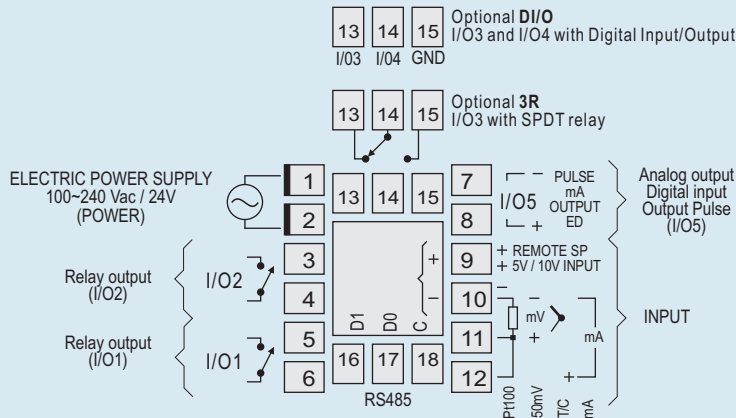 13 14 15 Optional DI/O
I/O3 I/O4 GND I/O3 and I/O4 with Digital Input/Output
13 14 15 Optional 3R
I/O3 with SPDT relay
ELECTRIC POWER SUPPLY
100~240 Vac / 24V
(POWER)
1
2
13 14 15
7
8
I/O5
− PULSE
mA
OUTPUT
+ ED
Analog output
Digital input
Output Pulse
(I/O5)
Relay output
(I/O2)
I/O2
3
4
+
−
D1 D0 C
9
10
+ REMOTE SP
+ 5V / 10V INPUT
−
Relay output
(I/O1)
I/O1
5
6
16 17 18
RS485
11
12
− mV +
− mA +
INPUT
Pt100
50mV
T/C
mA